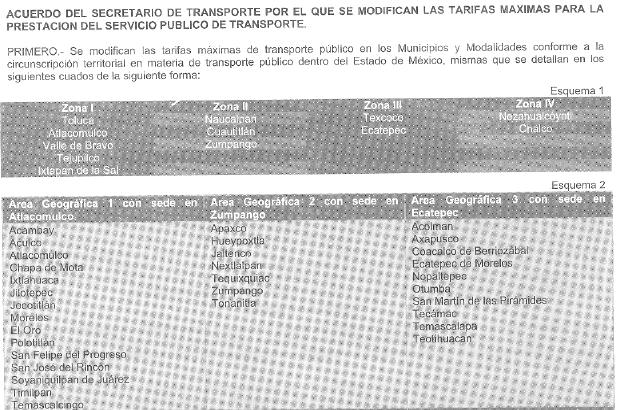 ACUERDO DEL SECRETARIO DE TRANSPORTE POR EL QUE SE MODIFICAN LAS TARIFAS MAXIMAS PARA LA
PRESTACION DEL SERVICIO PUBLICO DE TRANSPORTE.
PRIMERO.- Se modifican las tarifas máximas de transporte público en los Municipios y Modalidades conforme a la
circunscripción territorial en materia de transporte público dentro del Estado de México, mismas que se detallan en los
siguientes cuados de la siguiente forma:
Esquema 1
Zona I Zona II Zona III Zona IV
Toluca Naucalpan Texcoco Nezahualcóyotl
Atlacomulco Cuautitlán Ecatepec Chalco
Valle de Bravo Zumpango
Tejupilco
Ixtapan de la Sal
Esquema 2
Area Geográfica 1 con sede en Atlacomulco.
Acambay
Aculco
Atlacomulco
Chapa de Mota
Ixtlahuaca
Jilotepec
Jocotitlán
Morelos
El Oro
Polotitlán
San Felipe del Progreso
San José del Rincón
Soyaniquilpan de Juárez
Timilpan
Temascalcingo
Area Geográfica 2 con sede en Zumpango
Apaxco
Hueypoxtla
Jaltenco
Nextlalpan
Tequixquiac
Zumpango
Tonanitla
Area Geográfica 3 con sede en Ecatepec
Acolman
Axapusco
Coacalco de Berriozábal
Ecatepec de Morelos
Nopaltepec
Otumba
San Martín de las Pirámides
Tecámac
Temascalapa
Teotihuacan